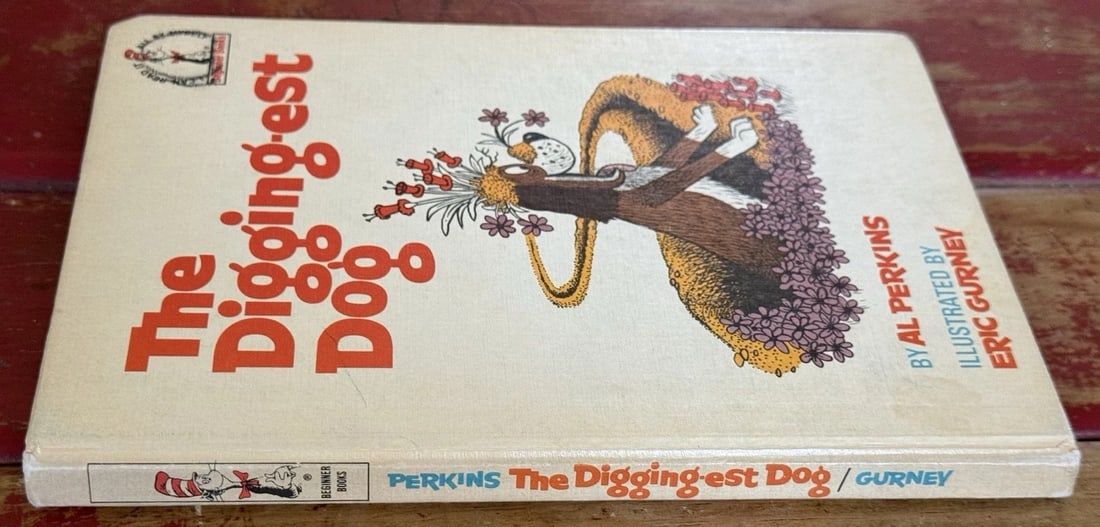 The
Digging-est
Dog
BY AL PERKINS
ILLUSTRATED BY
ERIC GURNEY
BEGINNER
BOOKS
®
PERKINS The Digging-est Dog / GURNEY